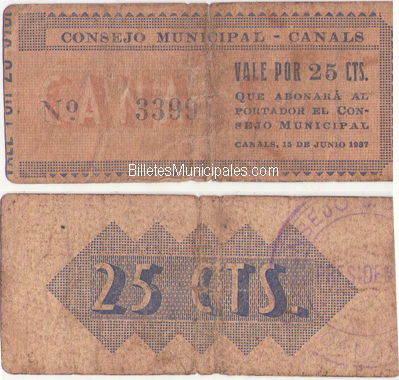 CONSEJO MUNICIPAL - CANALS
VALE POR 25 CTS.
QUE ABONARÁ AL
PORTADOR EL CON-
SEJO MUNICIPAL
CANALS, 15 DE JUNIO 1937
Nº 3399
BilletesMunicipales.com
25 CTS.